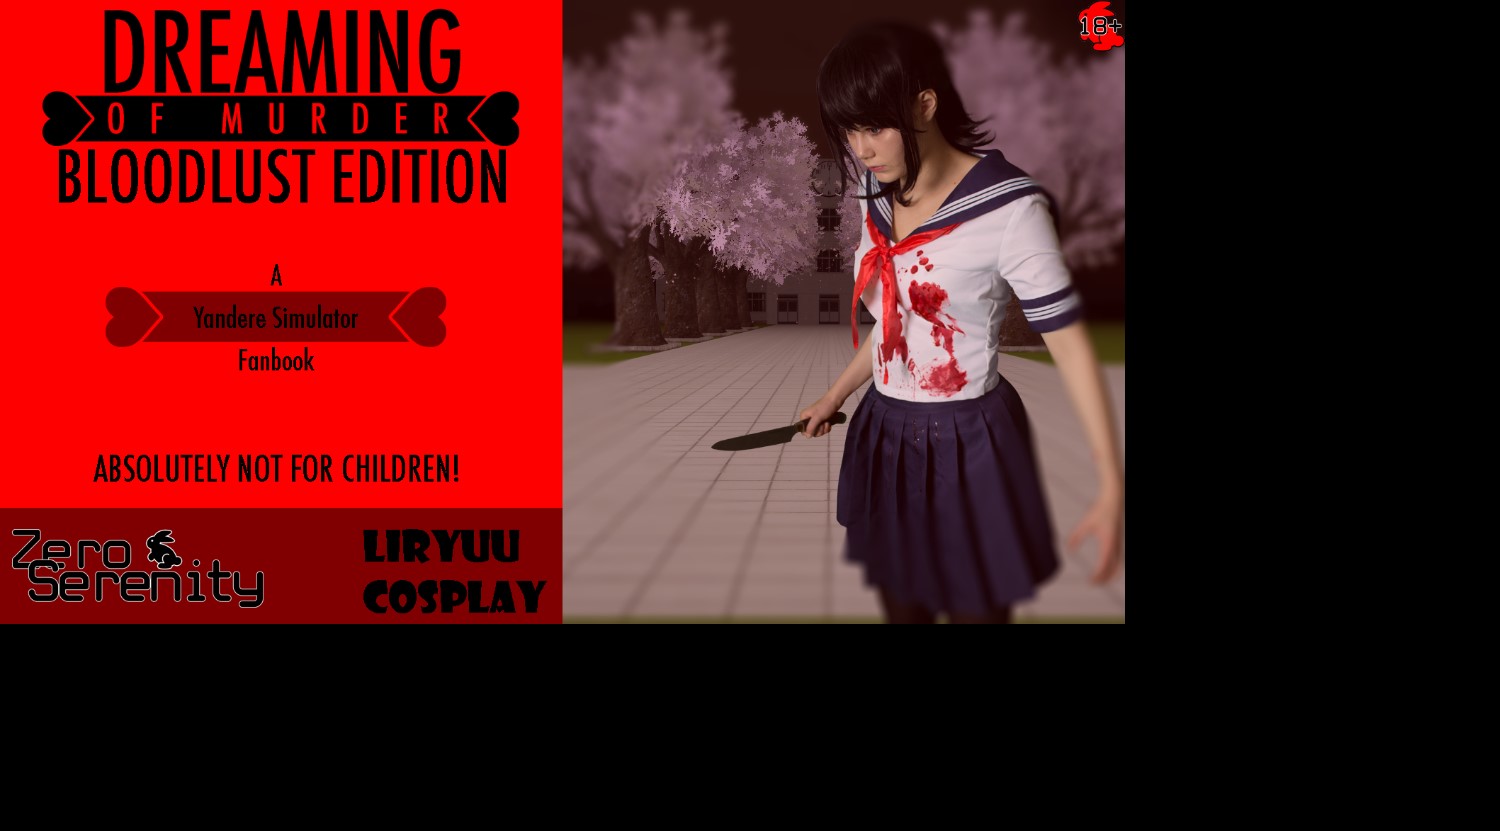 DREAMING
OF MURDER
BLOODLUST EDITION
A
Yandere Simulator
Fanbook
ABSOLUTELY NOT FOR CHILDREN!
Zero
Serenity
LIRYUU
COSPLAY
18+